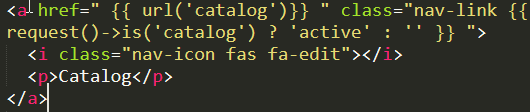 <a href=" {{ url('catalog')}} " class="nav-link {{
request()->is('catalog') ? 'active' : '' }} ">
<i class="nav-icon fas fa-edit"></i>
<p>Catalog</p>
</a>